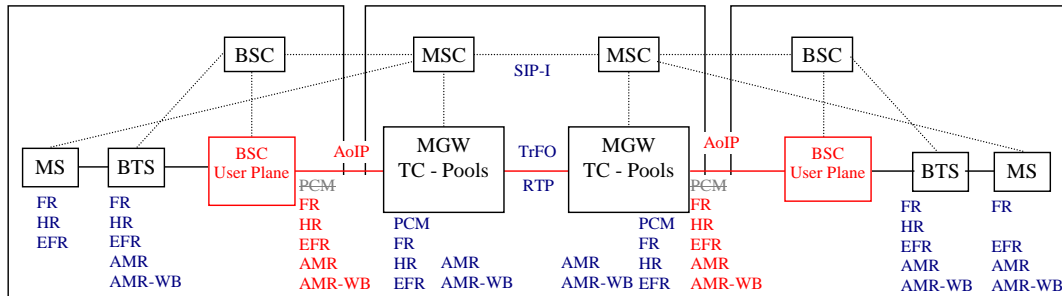 BSC
MSC
MSC
BSC
SIP-I
MS
BTS
BSC
User Plane
AoIP
MGW
TC - Pools
TrFO
RTP
MGW
TC - Pools
AoIP
BSC
User Plane
BTS
MS
FR
HR
EFR
FR
HR
EFR
AMR
AMR-WB
PCM
FR
HR
EFR
AMR
AMR-WB
PCM
FR
HR
EFR
AMR
AMR-WB
AMR
AMR-WB
PCM
FR
HR
EFR
PCM
FR
HR
EFR
AMR
AMR-WB
FR
HR
EFR
AMR
AMR-WB
FR
EFR
AMR
AMR-WB